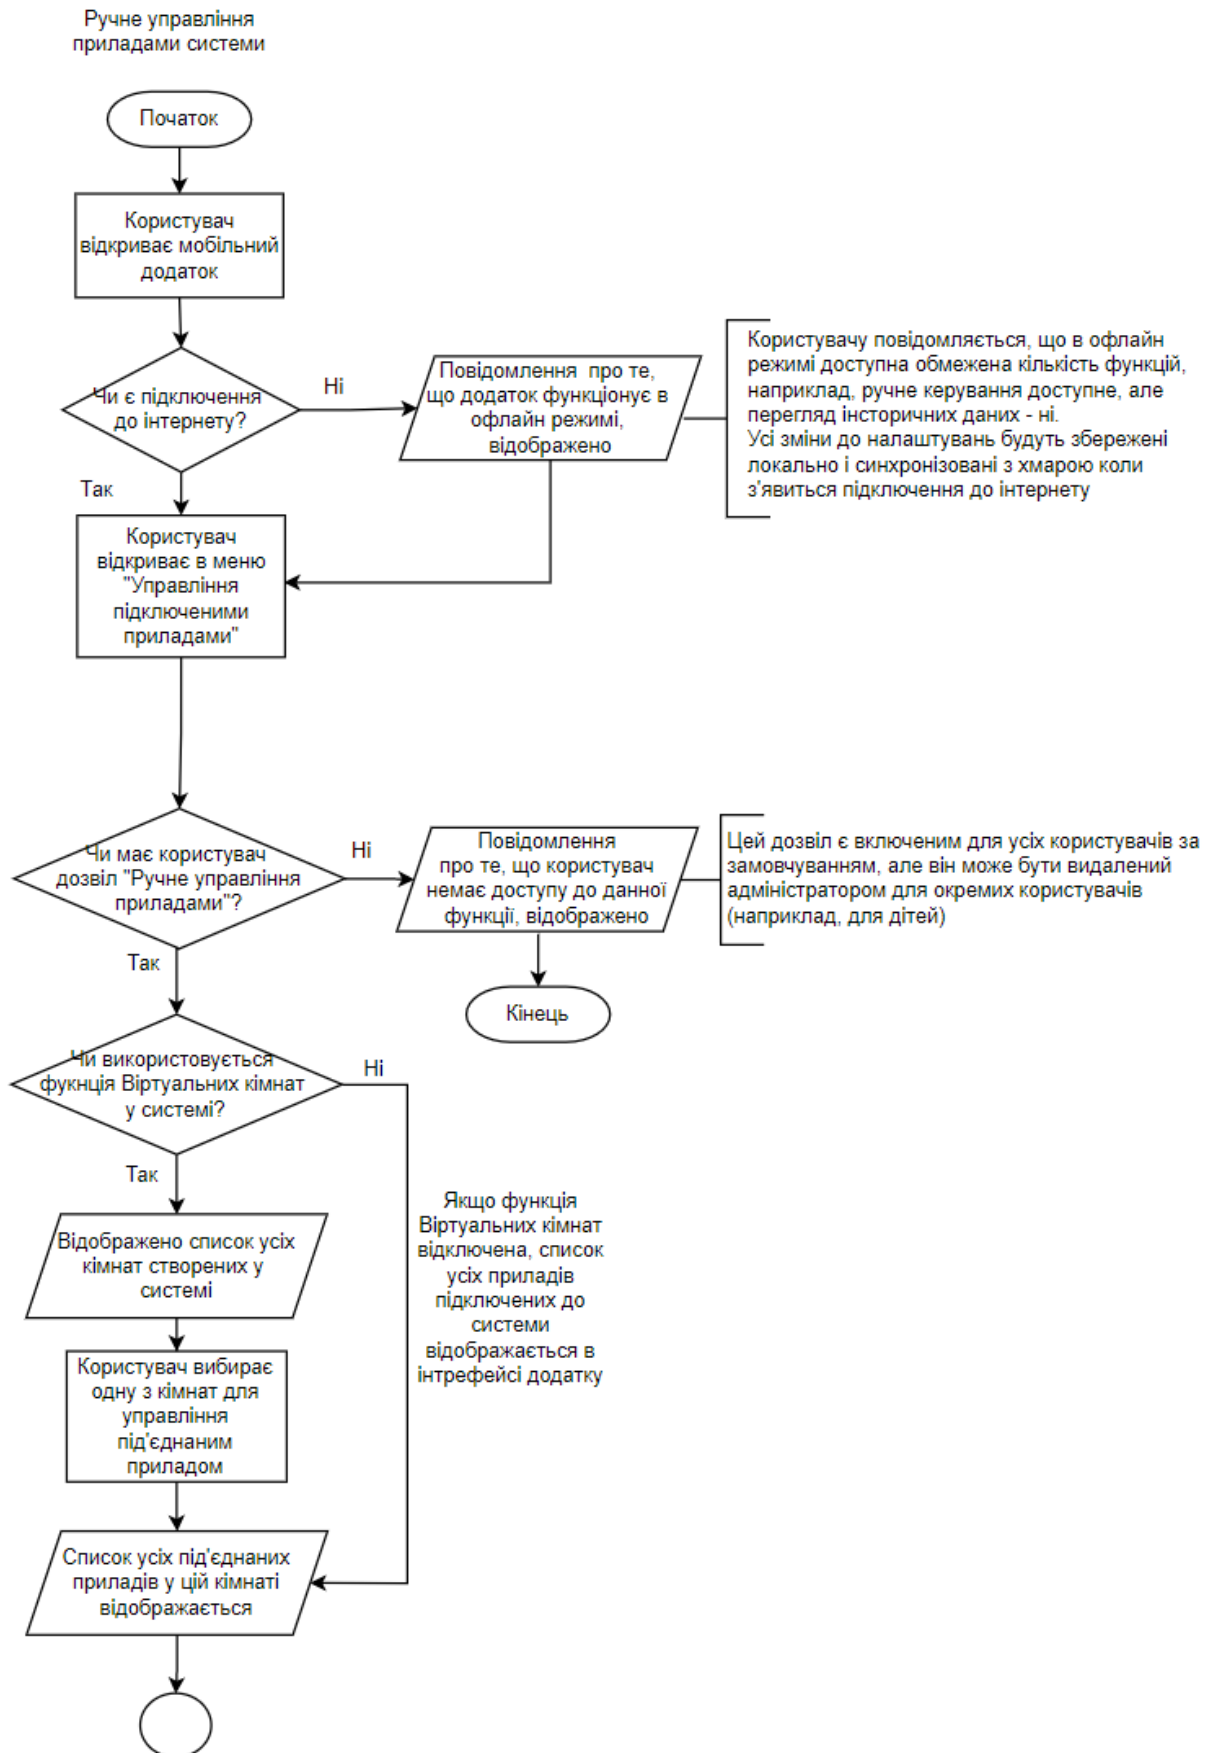 Ручне управління
приладами системи
Початок
Користувач
відкриває мобільний
додаток
Чи є підключення
до інтернету?
Ні
Повідомлення про те,
що додаток функціонує в
офлайн режимі,
відображено
Користувачу повідомляється, що в офлайн
режимі доступна обмежена кількість функцій,
наприклад, ручне керування доступне, але
перегляд інсторичних даних - ні.
Усі зміни до налаштувань будуть збережені
локально і синхронізовані з хмарою коли
з'явиться підключення до інтернету
Так
Користувач
відкриває в меню
"Управління
підключеними
приладами"
Чи має користувач
дозвіл "Ручне управління
приладами"?
Ні
Повідомлення
про те, що користувач
немає доступу до данної
функції, відображено
Цей дозвіл є включеним для усіх користувачів за
замовчуванням, але він може бути видалений
адміністратором для окремих користувачів
(наприклад, для дітей)
Так
Кінець
Чи використовується
фукнція Віртуальних кімнат
у системі?
Ні
Так
Якщо функція
Віртуальних кімнат
відключена, список
усіх приладів
підключених до
системи
відображається в
інтрефейсі додатку
Відображено список усіх
кімнат створених у
системі
Користувач вибирає
одну з кімнат для
управління
під'єднаним
приладом
Список усіх під'єднаних
приладів у цій кімнаті
відображається